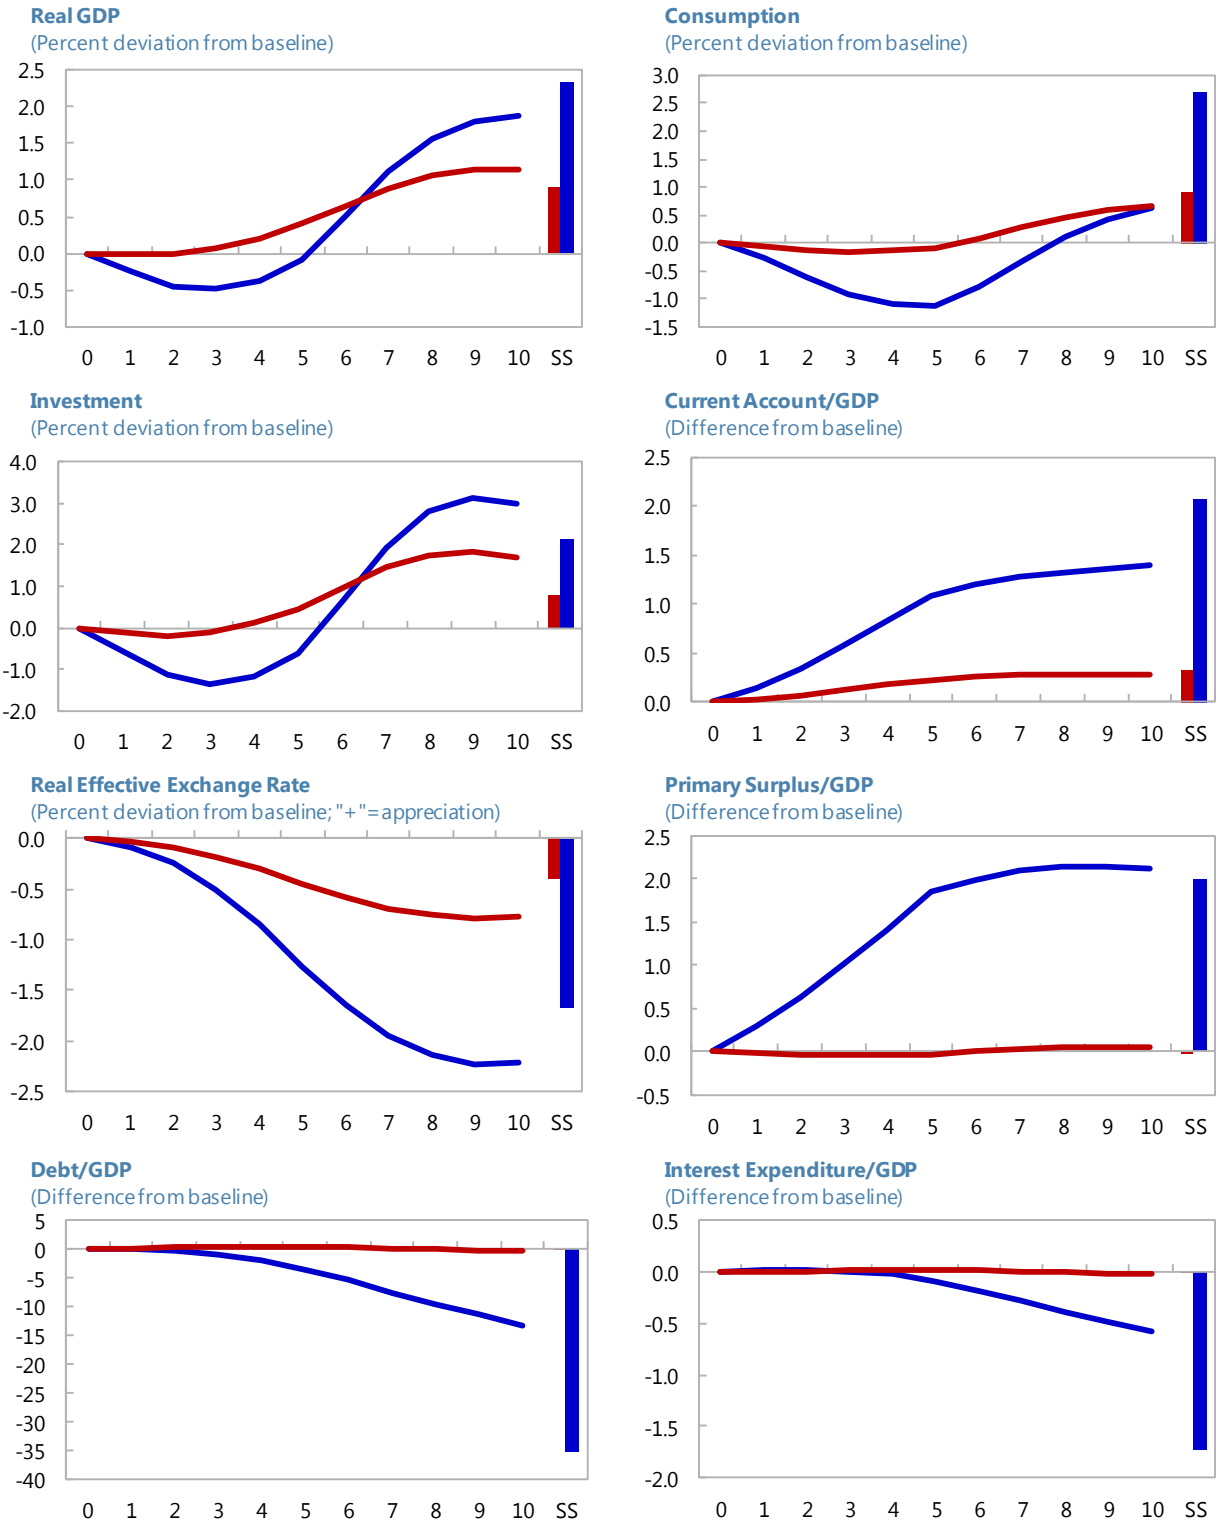 Real GDP
(Percent deviation from baseline)
2.5
2.0
1.5
1.0
0.5
0.0
-0.5
-1.0
0 1 2 3 4 5 6 7 8 9 10 SS
Consumption
(Percent deviation from baseline)
3.0
2.5
2.0
1.5
1.0
0.5
0.0
-0.5
-1.0
-1.5
0 1 2 3 4 5 6 7 8 9 10 SS
Investment
(Percent deviation from baseline)
4.0
3.0
2.0
1.0
0.0
-1.0
-2.0
0 1 2 3 4 5 6 7 8 9 10 SS
Current Account/GDP
(Difference from baseline)
2.5
2.0
1.5
1.0
0.5
0.0
0 1 2 3 4 5 6 7 8 9 10 SS
Real Effective Exchange Rate
(Percent deviation from baseline; "+"= appreciation)
0.0
-0.5
-1.0
-1.5
-2.0
-2.5
0 1 2 3 4 5 6 7 8 9 10 SS
Primary Surplus/GDP
(Difference from baseline)
2.5
2.0
1.5
1.0
0.5
0.0
-0.5
0 1 2 3 4 5 6 7 8 9 10 SS
Debt/GDP
(Difference from baseline)
5
0
-5
-10
-15
-20
-25
-30
-35
-40
0 1 2 3 4 5 6 7 8 9 10 SS
Interest Expenditure/GDP
(Difference from baseline)
0.5
0.0
-0.5
-1.0
-1.5
-2.0
0 1 2 3 4 5 6 7 8 9 10 SS